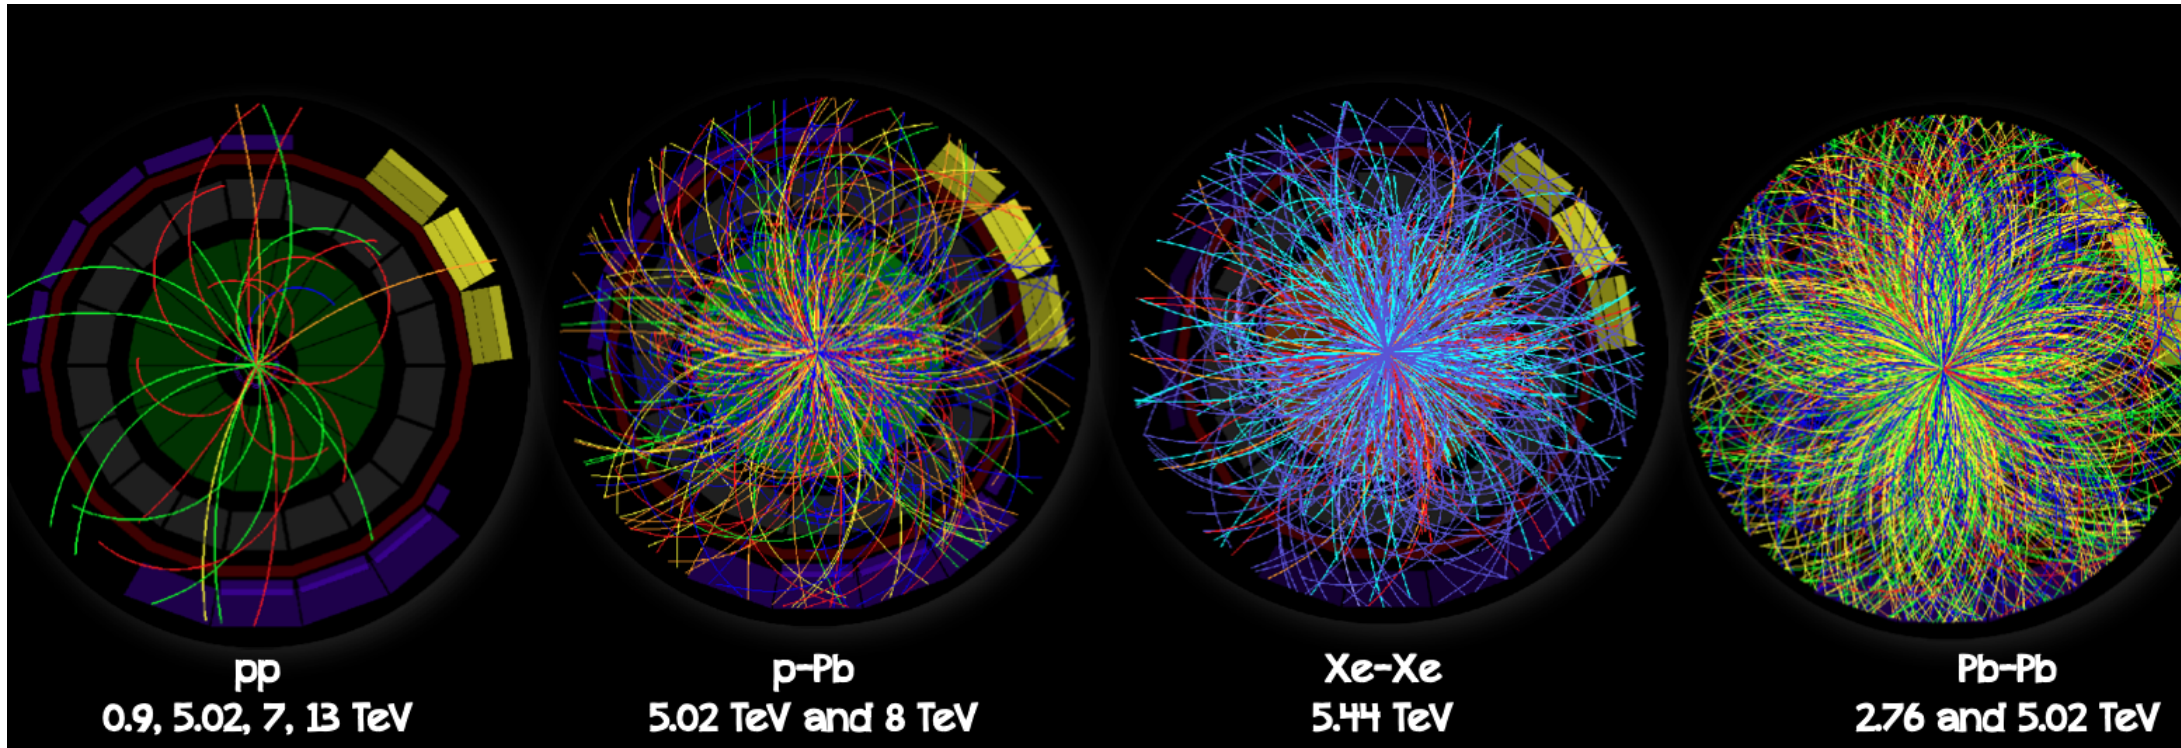 pp
0.9, 5.02, 7, 13 TeV
p-Pb
5.02 TeV and 8 TeV
Xe-Xe
5.44 TeV
Pb-Pb
2.76 and 5.02 TeV